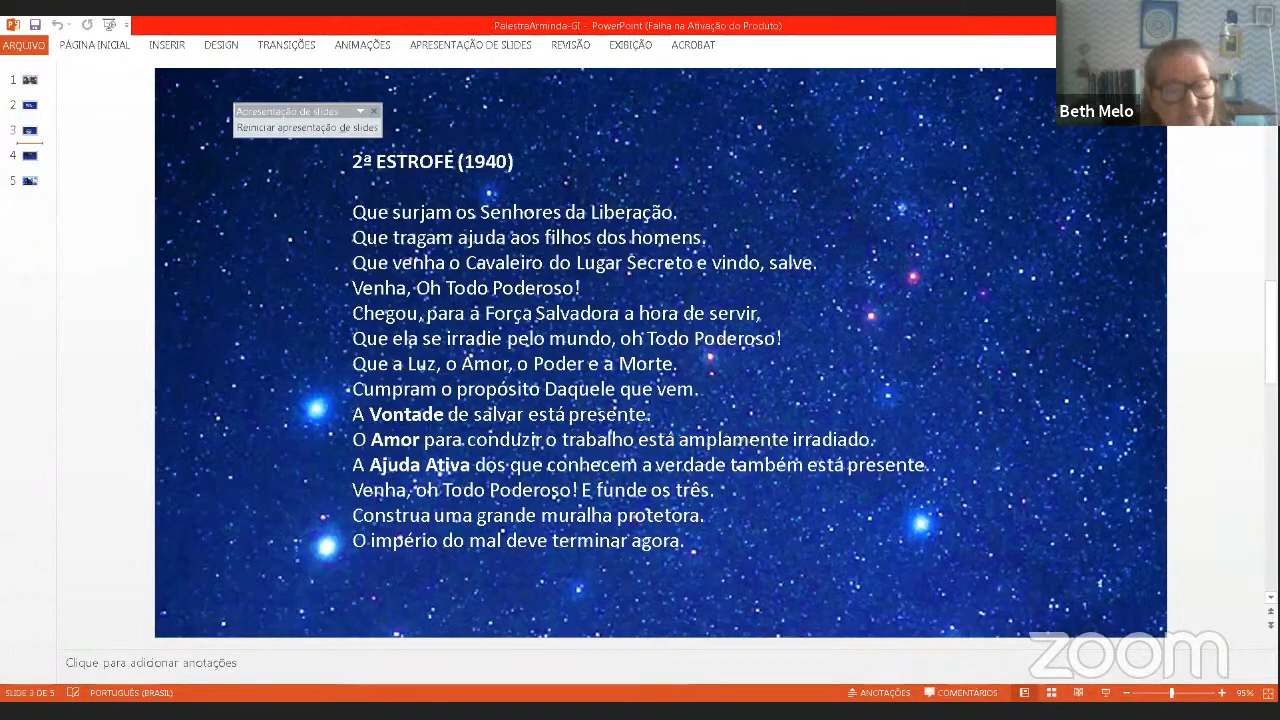 PalestraArminda-GI - PowerPoint (Falha na Ativação do Produto)
ARQUIVO PÁGINA INICIAL INSERIR DESIGN TRANSIÇÕES ANIMAÇÕES APRESENTAÇÃO DE SLIDES REVISÃO EXIBIÇÃO ACROBAT
Beth Melo
1
2
3
4
5
Apresentação de slides
Reiniciar apresentação de slides
2ª ESTROFE (1940)
Que surjam os Senhores da Liberação.
Que tragam ajuda aos filhos dos homens.
Que venha o Cavaleiro do Lugar Secreto e vindo, salve.
Venha, Oh Todo Poderoso!
Chegou, para a Força Salvadora a hora de servir,
Que ela se irradie pelo mundo, oh Todo Poderoso!
Que a Luz, o Amor, o Poder e a Morte.
Cumpram o propósito Daquele que vem.
A Vontade de salvar está presente.
O Amor para conduzir o trabalho está amplamente irradiado.
A Ajuda Ativa dos que conhecem a verdade também está presente.
Venha, oh Todo Poderoso! E funde os três.
Construa uma grande muralha protetora.
O império do mal deve terminar agora.
Clique para adicionar anotações
zoom
SLIDE 3 DE 5 PORTUGUÊS (BRASIL) ANOTAÇÕES COMENTÁRIOS 95%